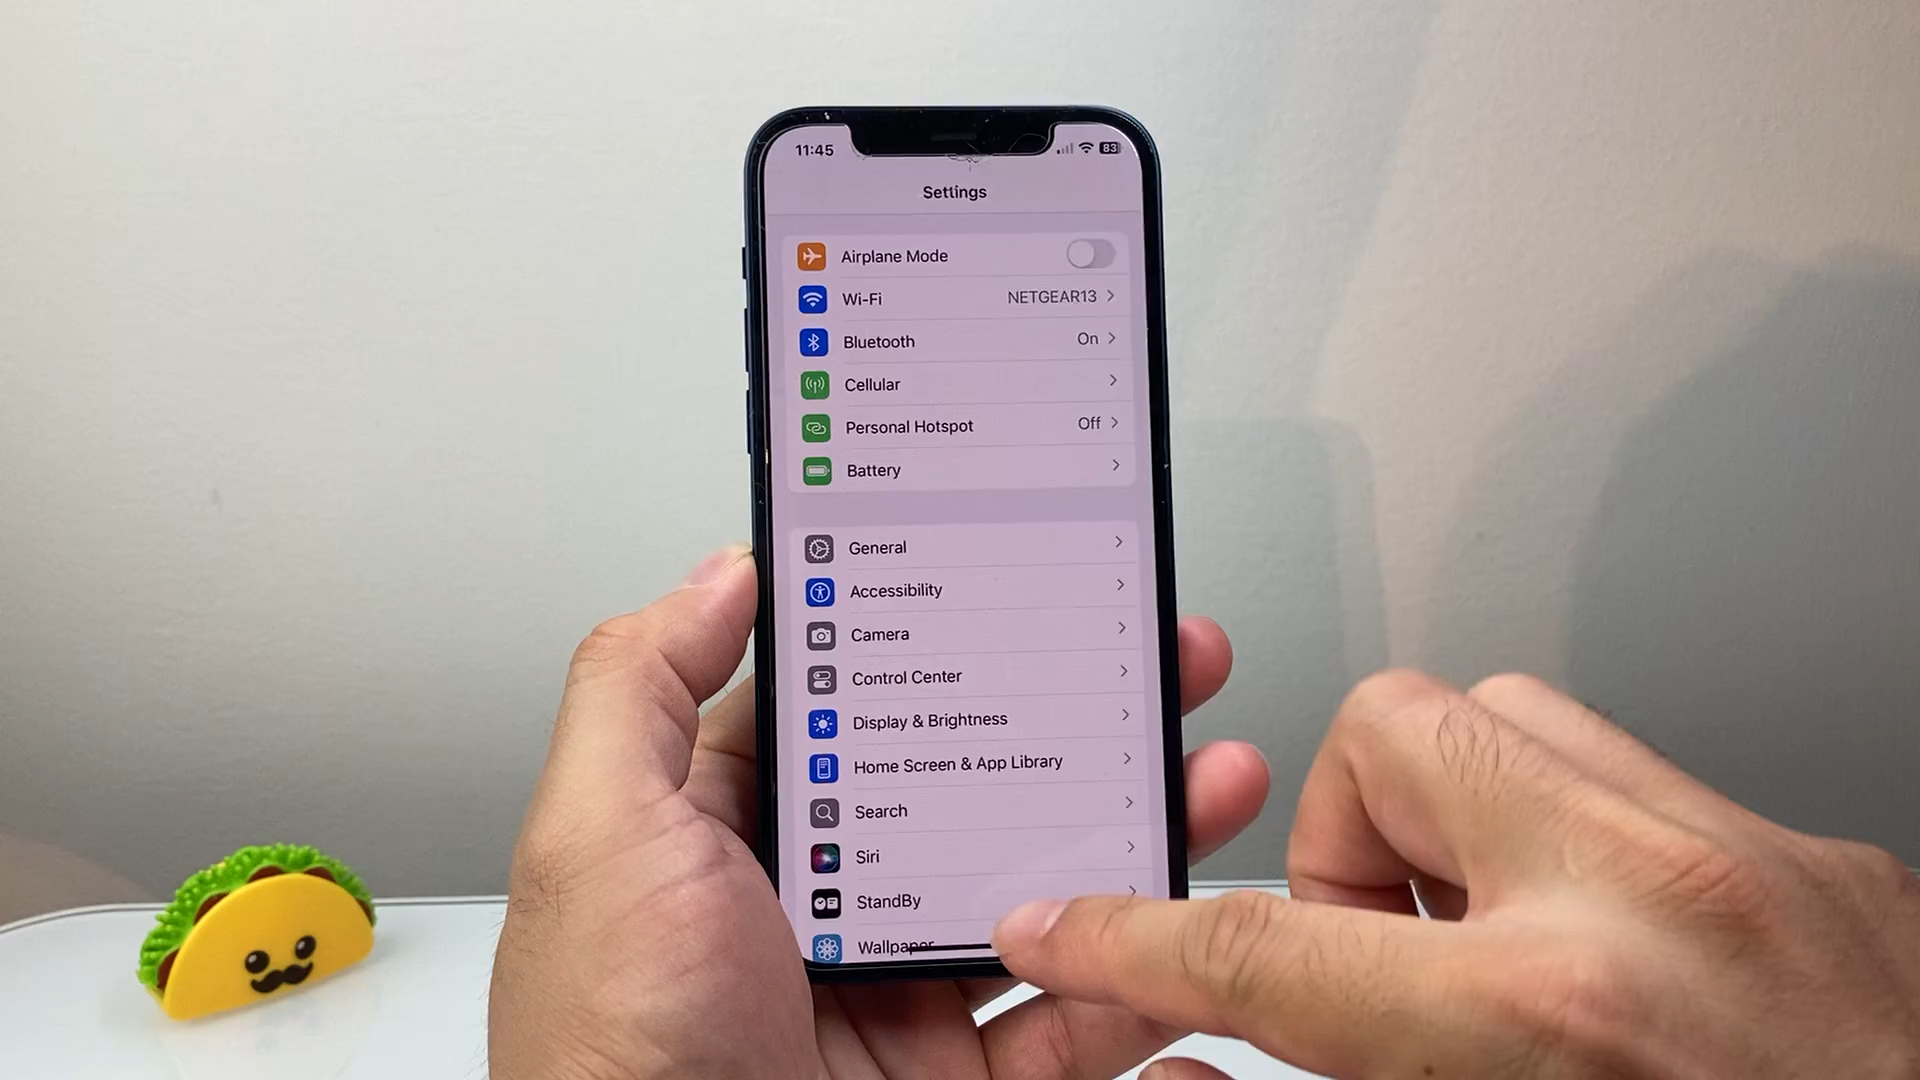 11:45 83
Settings
Airplane Mode
Wi-Fi NETGEAR13
Bluetooth On
Cellular
Personal Hotspot Off
Battery
General
Accessibility
Camera
Control Center
Display & Brightness
Home Screen & App Library
Search
Siri
StandBy
Wallpaper